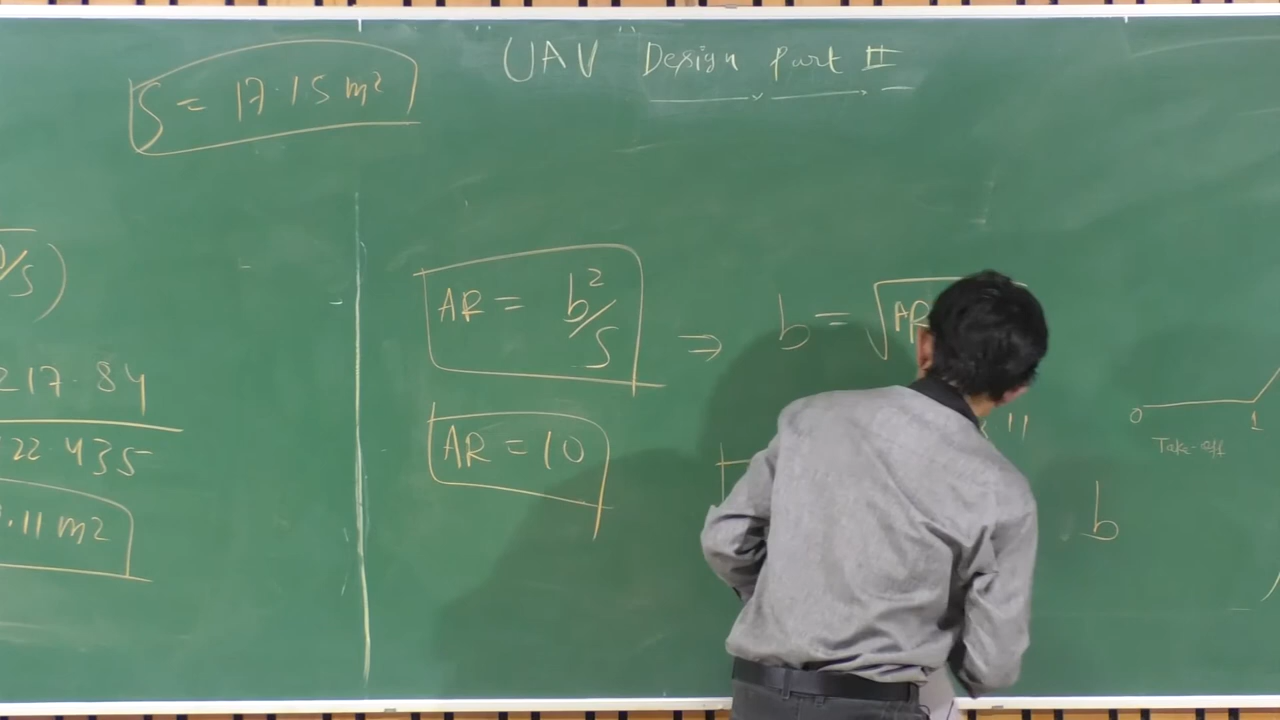 "UAV" Design Part II
S = 17.15 m²
/S)
217.84
22.435
.11 m²
AR = b²/S ⇒ b = √AR
AR = 10
11
b
0 1
Take-off